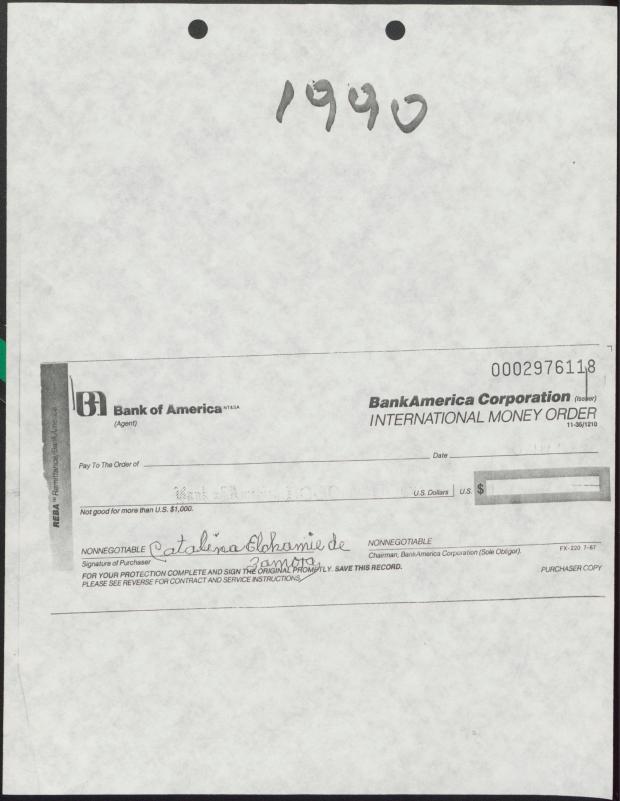 1990
0002976118
BA Bank of America NT&SA
(Agent)
BankAmerica Corporation (Issuer)
INTERNATIONAL MONEY ORDER
11-35/1210
REBA™ Remittance/BankAmerica
Pay To The Order of
Date
U.S. Dollars U.S. $
Not good for more than U.S. $1,000.
NONNEGOTIABLE Catalina
de
Zamora
Signature of Purchaser
NONNEGOTIABLE
Chairman, BankAmerica Corporation (Sole Obligor).
FX-220 7-87
FOR YOUR PROTECTION COMPLETE AND SIGN THE ORIGINAL PROMPTLY. SAVE THIS RECORD.
PLEASE SEE REVERSE FOR CONTRACT AND SERVICE INSTRUCTIONS.
PURCHASER COPY